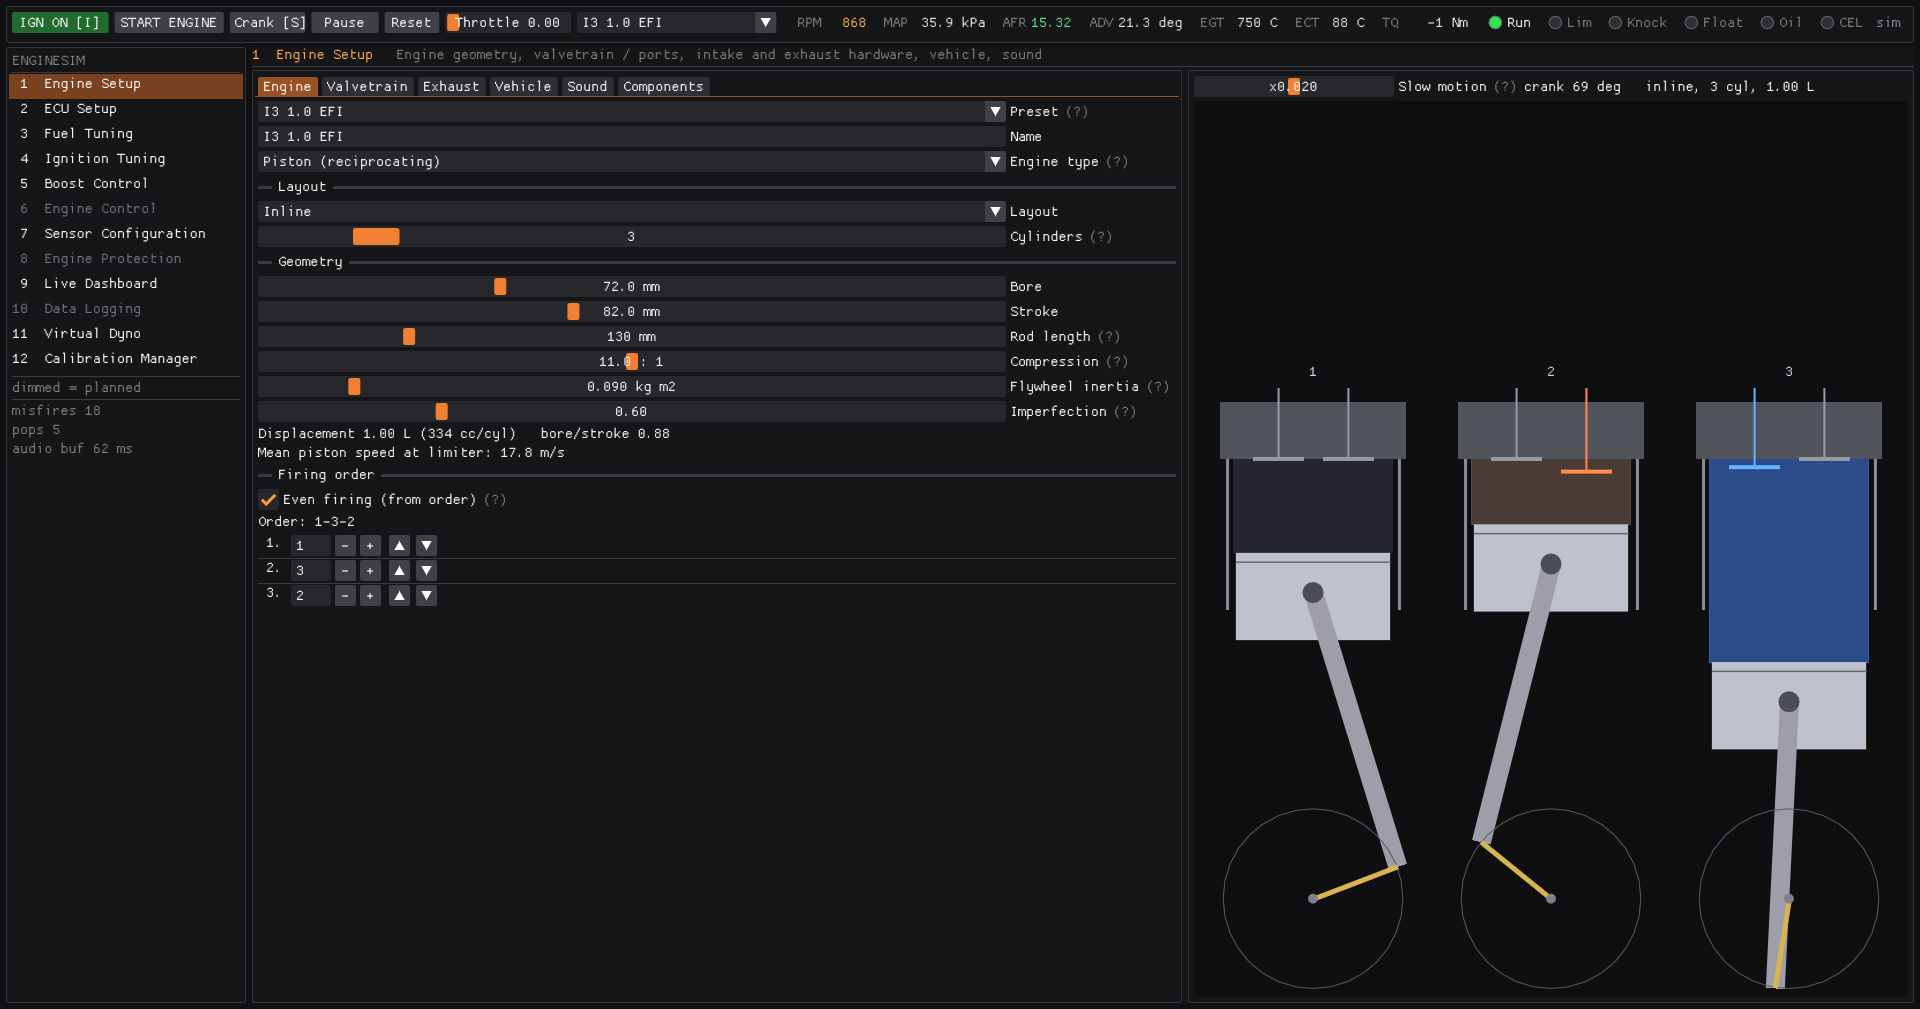 IGN ON [I] START ENGINE Crank [S] Pause Reset Throttle 0.00 I3 1.0 EFI RPM 868 MAP 35.9 kPa AFR 15.32 ADV 21.3 deg EGT 750 C ECT 88 C TQ -1 Nm Run Lim Knock Float Oil CEL sim
ENGINESIM
1 Engine Setup
2 ECU Setup
3 Fuel Tuning
4 Ignition Tuning
5 Boost Control
6 Engine Control
7 Sensor Configuration
8 Engine Protection
9 Live Dashboard
10 Data Logging
11 Virtual Dyno
12 Calibration Manager
dimmed = planned
misfires 18
pops 5
audio buf 62 ms
1 Engine Setup Engine geometry, valvetrain / ports, intake and exhaust hardware, vehicle, sound
Engine Valvetrain Exhaust Vehicle Sound Components
I3 1.0 EFI Preset (?)
I3 1.0 EFI Name
Piston (reciprocating) Engine type (?)
Layout
Inline Layout
3 Cylinders (?)
Geometry
72.0 mm Bore
82.0 mm Stroke
130 mm Rod length (?)
11.0 : 1 Compression (?)
0.090 kg m2 Flywheel inertia (?)
0.60 Imperfection (?)
Displacement 1.00 L (334 cc/cyl) bore/stroke 0.88
Mean piston speed at limiter: 17.8 m/s
Firing order
Even firing (from order) (?)
Order: 1-3-2
1. 1 - +
2. 3 - +
3. 2 - +
x0.020 Slow motion (?) crank 69 deg inline, 3 cyl, 1.00 L
1 2 3